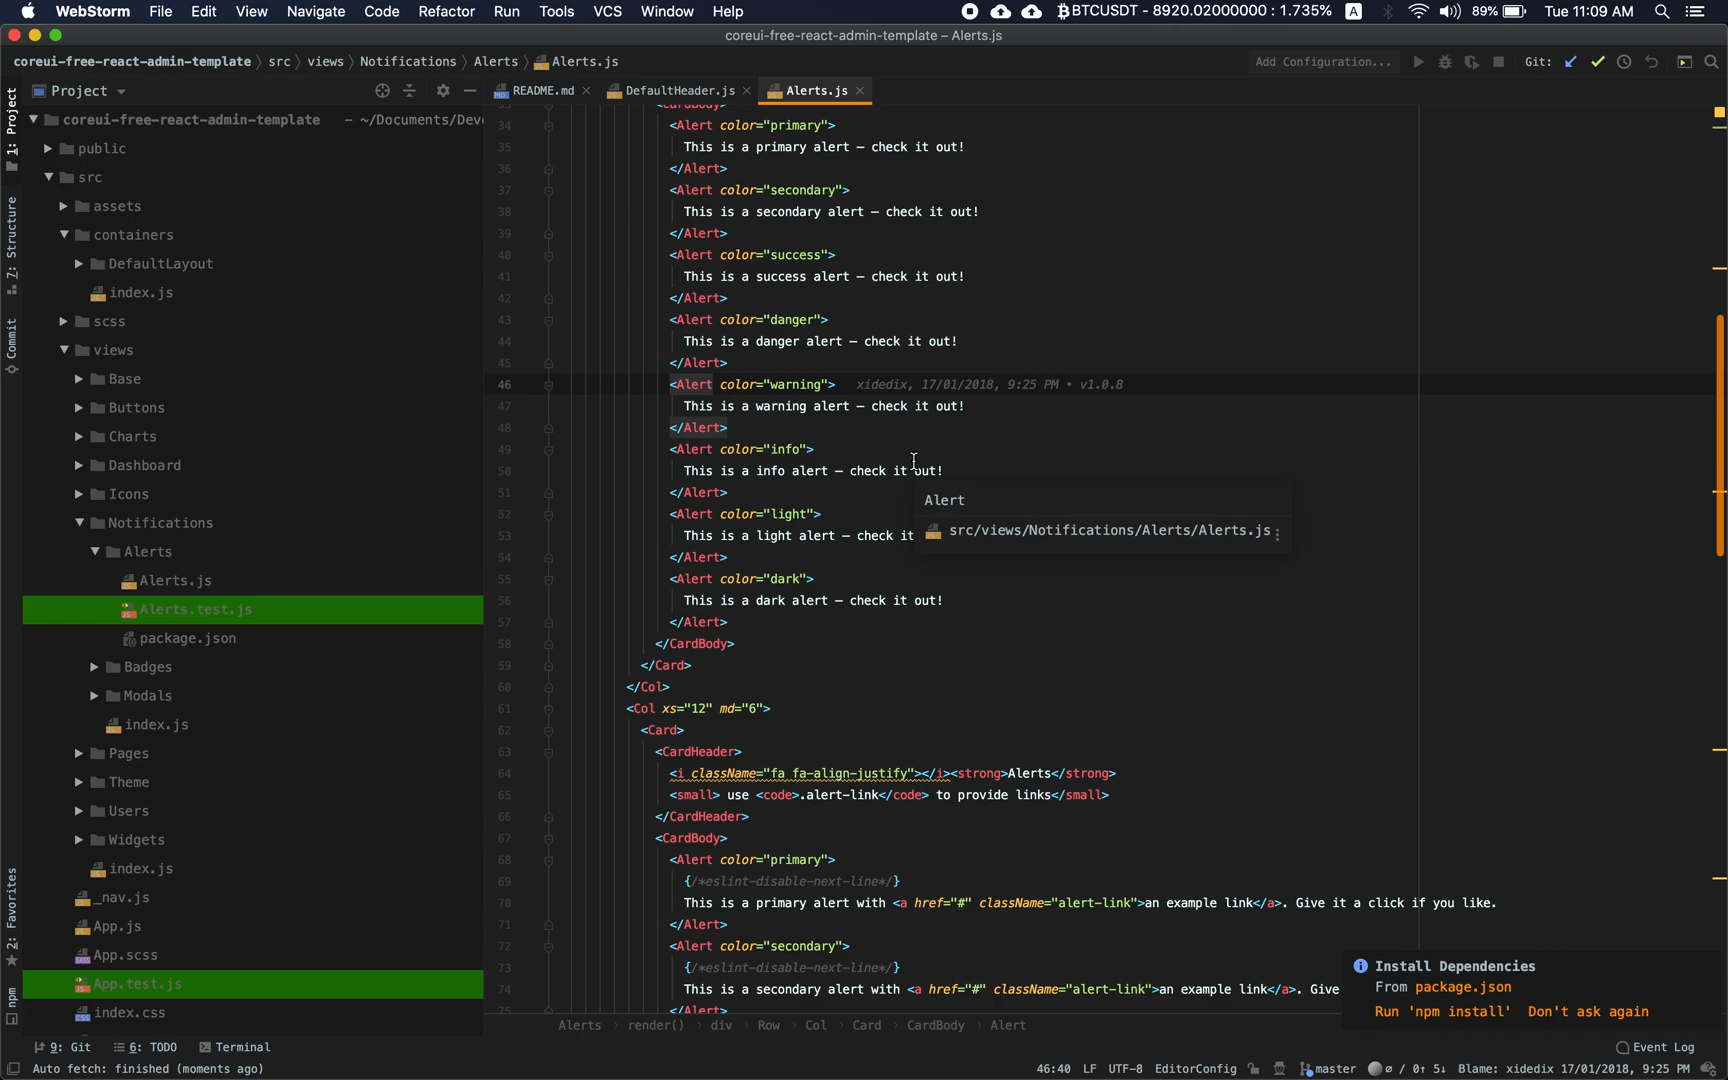 WebStorm File Edit View Navigate Code Refactor Run Tools VCS Window Help BTCUSDT - 8920.02000000 : 1.735% A 89% Tue 11:09 AM
coreui-free-react-admin-template – Alerts.js
coreui-free-react-admin-template src views Notifications Alerts Alerts.js Add Configuration... Git:
Project README.md DefaultHeader.js Alerts.js
1: Project
7: Structure
Commit
2: Favorites
npm
coreui-free-react-admin-template – ~/Documents/Deve
public
src
assets
containers
DefaultLayout
index.js
scss
views
Base
Buttons
Charts
Dashboard
Icons
Notifications
Alerts
Alerts.js
Alerts.test.js
package.json
Badges
Modals
index.js
Pages
Theme
Users
Widgets
index.js
_nav.js
App.js
App.scss
App.test.js
index.css
33 <CardBody>
34 <Alert color="primary">
35 This is a primary alert — check it out!
36 </Alert>
37 <Alert color="secondary">
38 This is a secondary alert — check it out!
39 </Alert>
40 <Alert color="success">
41 This is a success alert — check it out!
42 </Alert>
43 <Alert color="danger">
44 This is a danger alert — check it out!
45 </Alert>
46 <Alert color="warning"> xidedix, 17/01/2018, 9:25 PM • v1.0.8
47 This is a warning alert — check it out!
48 </Alert>
49 <Alert color="info">
50 This is a info alert — check it out!
51 </Alert>
52 <Alert color="light">
53 This is a light alert — check it
54 </Alert>
55 <Alert color="dark">
56 This is a dark alert — check it out!
57 </Alert>
58 </CardBody>
59 </Card>
60 </Col>
61 <Col xs="12" md="6">
62 <Card>
63 <CardHeader>
64 <i className="fa fa-align-justify"></i><strong>Alerts</strong>
65 <small> use <code>.alert-link</code> to provide links</small>
66 </CardHeader>
67 <CardBody>
68 <Alert color="primary">
69 {/*eslint-disable-next-line*/}
70 This is a primary alert with <a href="#" className="alert-link">an example link</a>. Give it a click if you like.
71 </Alert>
72 <Alert color="secondary">
73 {/*eslint-disable-next-line*/}
74 This is a secondary alert with <a href="#" className="alert-link">an example link</a>. Give
75 </Alert>
Alert
src/views/Notifications/Alerts/Alerts.js
Install Dependencies
From package.json
Run 'npm install' Don't ask again
Alerts render() div Row Col Card CardBody Alert
9: Git 6: TODO Terminal Event Log
Auto fetch: finished (moments ago) 46:40 LF UTF-8 EditorConfig master ø / 0↑ 5↓ Blame: xidedix 17/01/2018, 9:25 PM